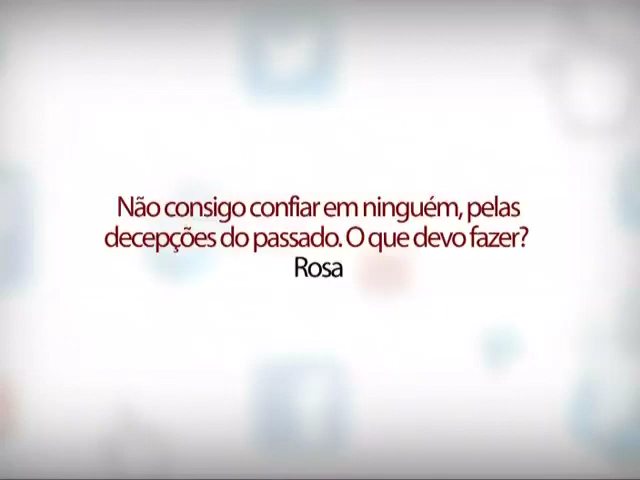 Não consigo confiar em ninguém, pelas
decepções do passado. O que devo fazer?
Rosa